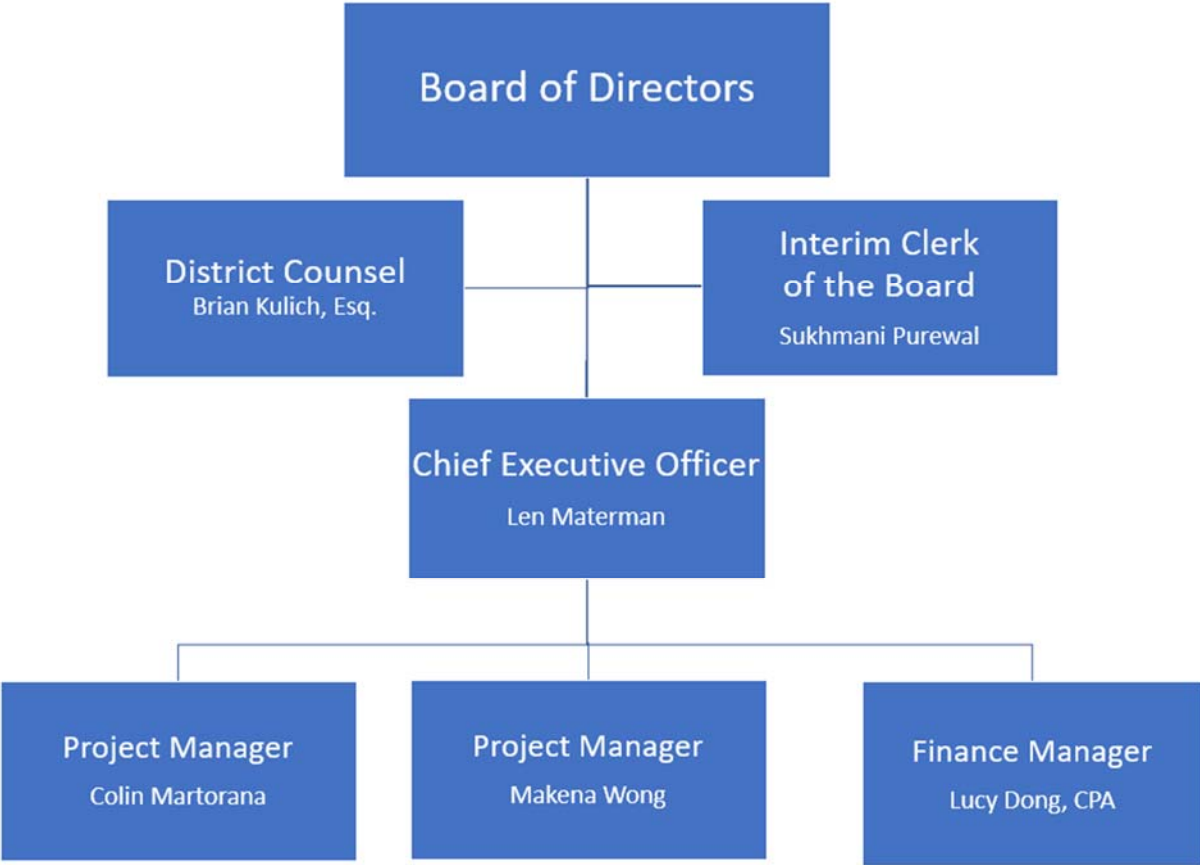 Board of Directors
District Counsel
Brian Kulich, Esq.
Interim Clerk
of the Board
Sukhmani Purewal
Chief Executive Officer
Len Materman
Project Manager
Colin Martorana
Project Manager
Makena Wong
Finance Manager
Lucy Dong, CPA